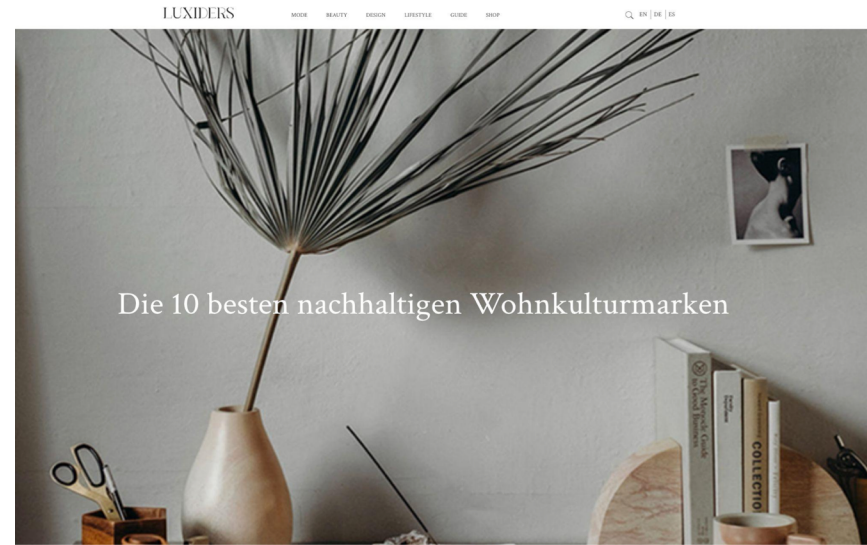 LUXIDERS
MODE BEAUTY DESIGN LIFESTYLE GUIDE SHOP
EN DE ES
Die 10 besten nachhaltigen Wohnkulturmarken
The Monocle Guide
to Good Business
COLLECTIO